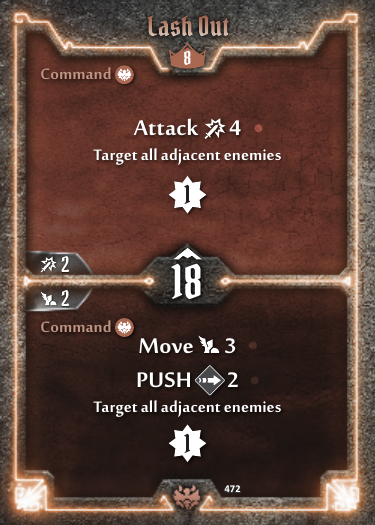 Lash Out
8
Command
Attack 4
Target all adjacent enemies
1
2
18
2
Command
Move 3
PUSH 2
Target all adjacent enemies
1
472